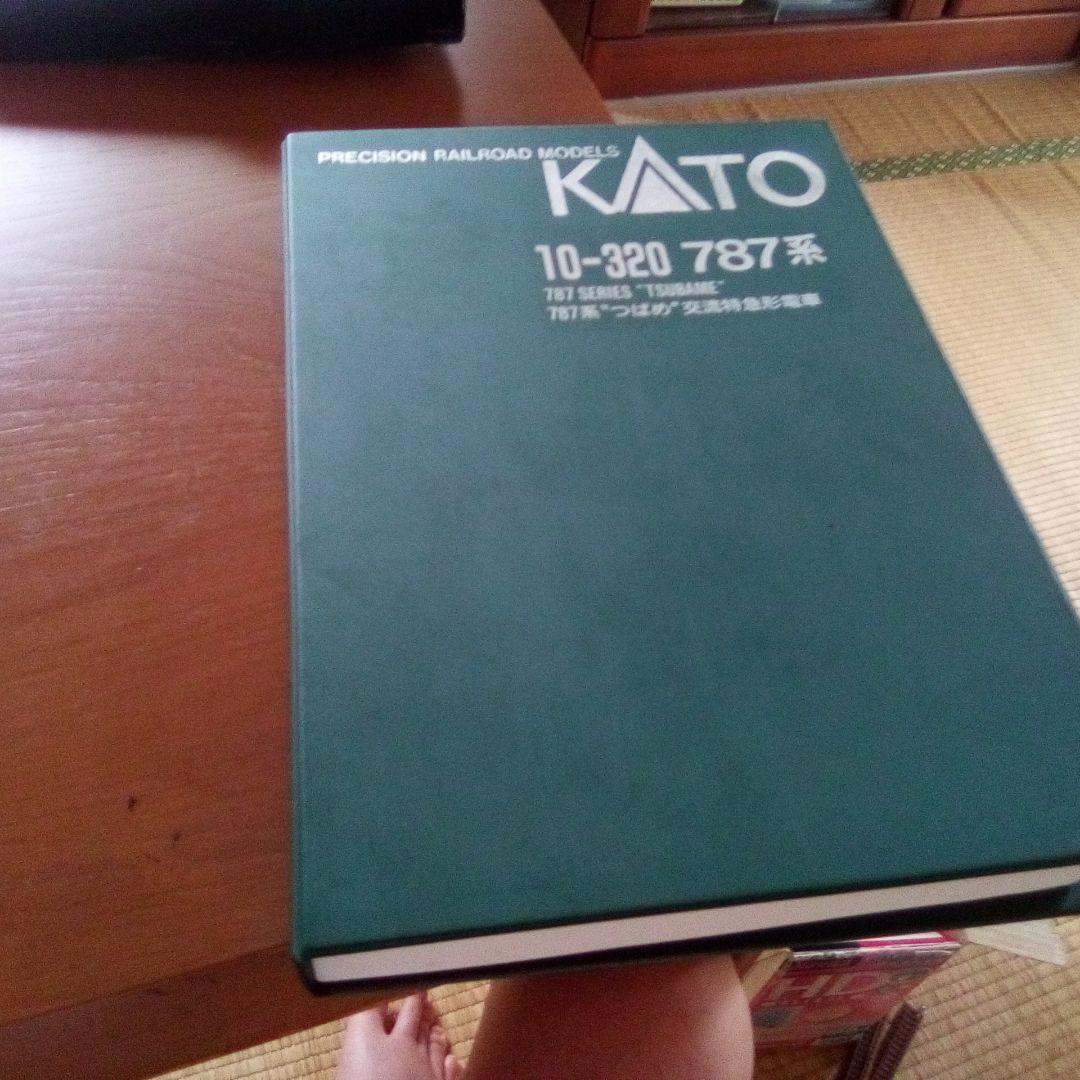 PRECISION RAILROAD MODELS
KATO
10-320 787系
787 SERIES "TSUBAME"
787系"つばめ"交流特急形電車
HD